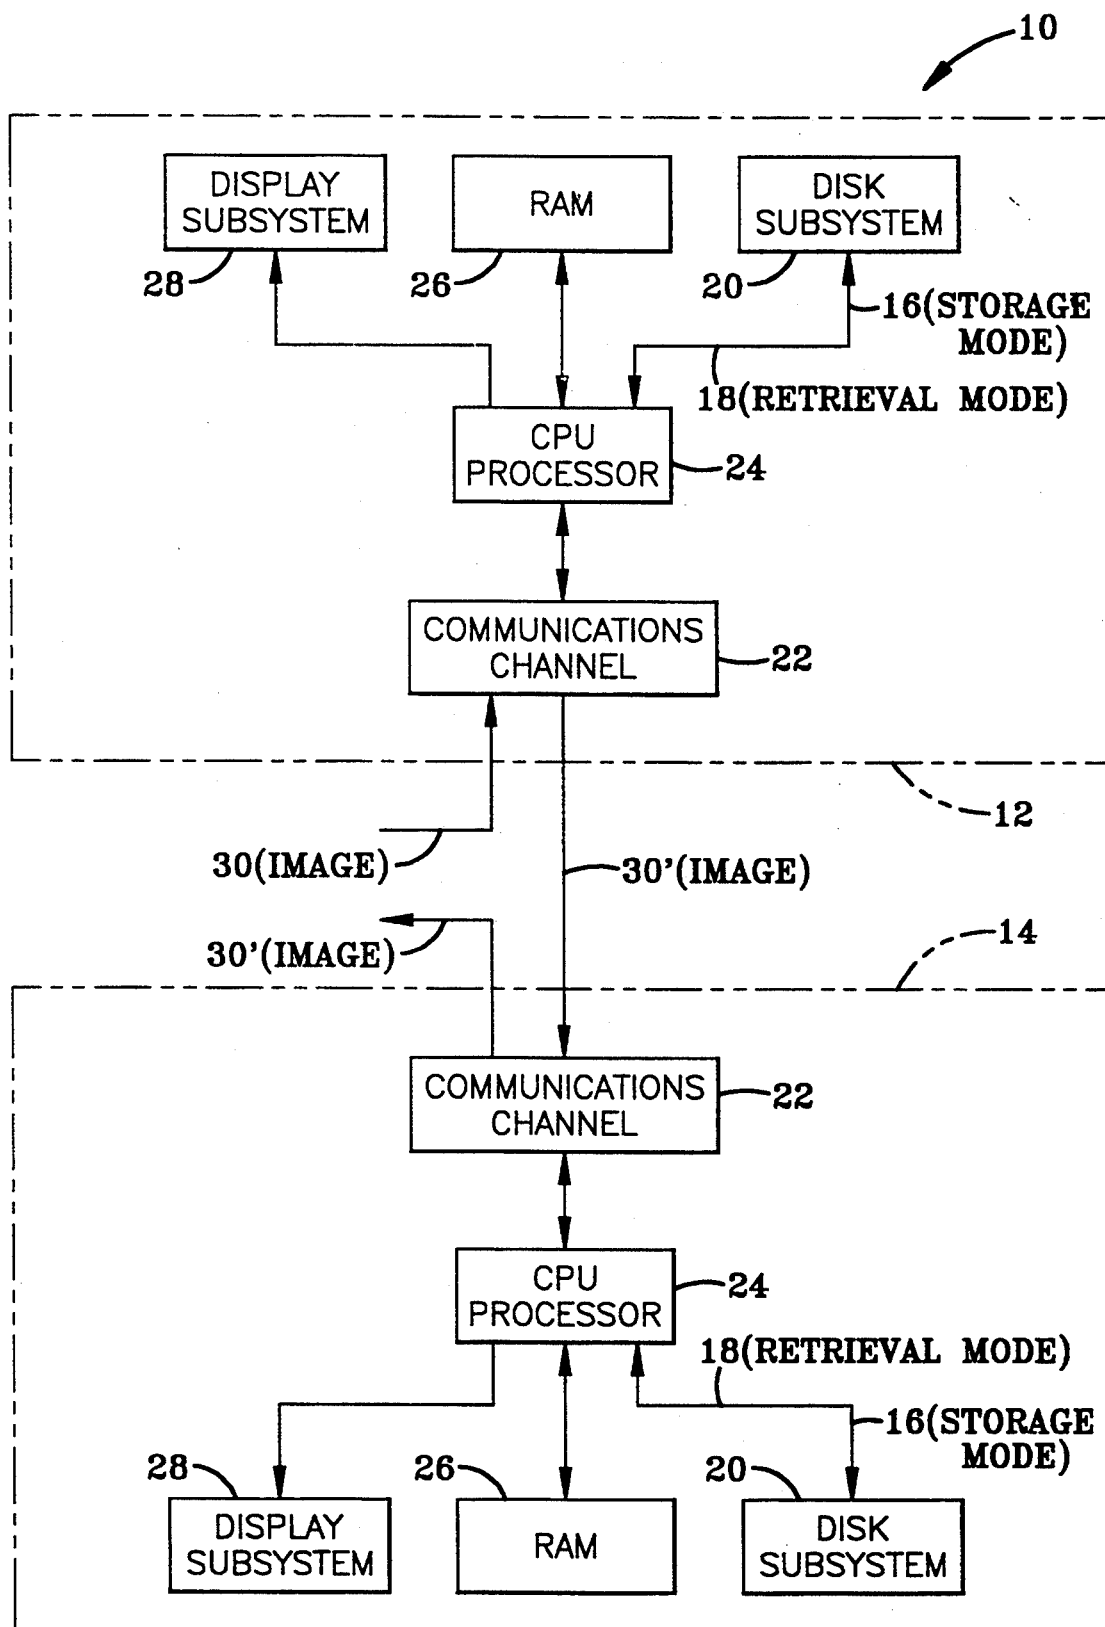 10
DISPLAY
SUBSYSTEM
RAM
DISK
SUBSYSTEM
28
26
20
16(STORAGE
MODE)
18(RETRIEVAL MODE)
CPU
PROCESSOR
24
COMMUNICATIONS
CHANNEL
22
12
30(IMAGE)
30'(IMAGE)
14
30'(IMAGE)
COMMUNICATIONS
CHANNEL
22
CPU
PROCESSOR
24
18(RETRIEVAL MODE)
16(STORAGE
MODE)
28
26
20
DISPLAY
SUBSYSTEM
RAM
DISK
SUBSYSTEM